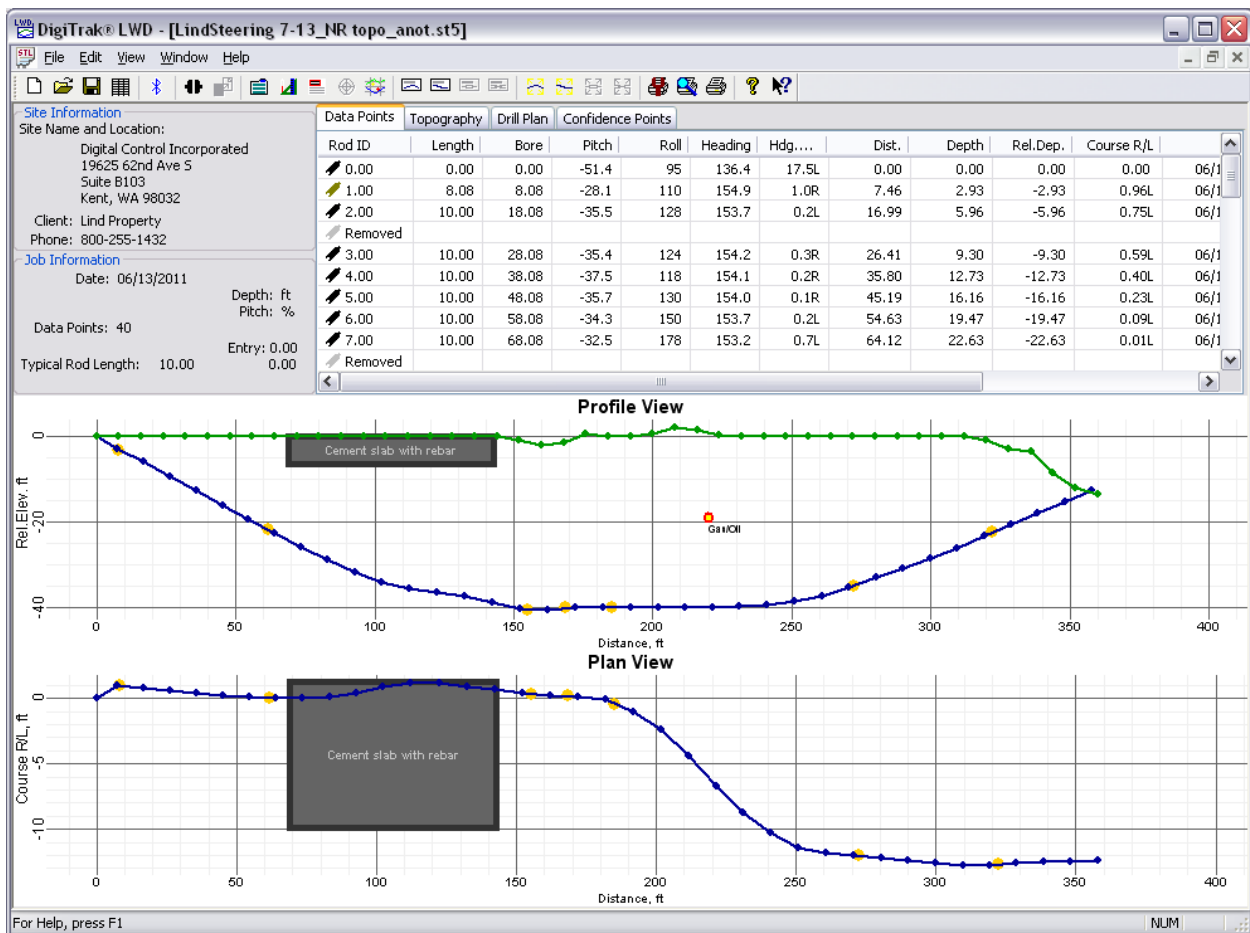 DigiTrak® LWD - [LindSteering 7-13_NR topo_anot.st5]
File Edit View Window Help
Site Information
Site Name and Location:
Digital Control Incorporated
19625 62nd Ave S
Suite B103
Kent, WA 98032
Client: Lind Property
Phone: 800-255-1432
Job Information
Date: 06/13/2011
Depth: ft
Pitch: %
Data Points: 40
Entry: 0.00
Typical Rod Length: 10.00 0.00
Data Points Topography Drill Plan Confidence Points
Rod ID Length Bore Pitch Roll Heading Hdg.... Dist. Depth Rel.Dep. Course R/L
0.00 0.00 0.00 -51.4 95 136.4 17.5L 0.00 0.00 0.00 0.00 06/1
1.00 8.08 8.08 -28.1 110 154.9 1.0R 7.46 2.93 -2.93 0.96L 06/1
2.00 10.00 18.08 -35.5 128 153.7 0.2L 16.99 5.96 -5.96 0.75L 06/1
Removed
3.00 10.00 28.08 -35.4 124 154.2 0.3R 26.41 9.30 -9.30 0.59L 06/1
4.00 10.00 38.08 -37.5 118 154.1 0.2R 35.80 12.73 -12.73 0.40L 06/1
5.00 10.00 48.08 -35.7 130 154.0 0.1R 45.19 16.16 -16.16 0.23L 06/1
6.00 10.00 58.08 -34.3 150 153.7 0.2L 54.63 19.47 -19.47 0.09L 06/1
7.00 10.00 68.08 -32.5 178 153.2 0.7L 64.12 22.63 -22.63 0.01L 06/1
Removed
Profile View
Rel.Elev. ft
0
-20
-40
Cement slab with rebar
Gas/Oil
0 50 100 150 200 250 300 350 400
Distance, ft
Plan View
Course R/L, ft
0
-5
-10
Cement slab with rebar
0 50 100 150 200 250 300 350 400
Distance, ft
For Help, press F1
NUM